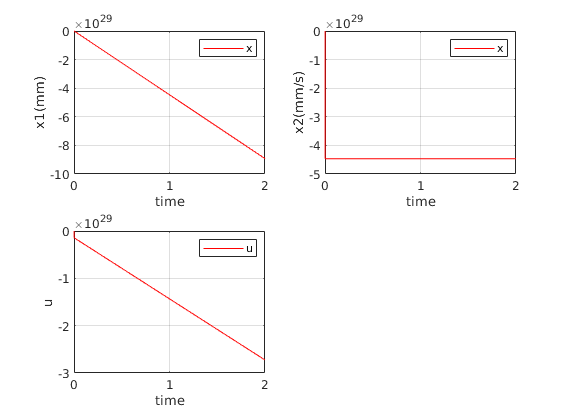 ×10^29
0
-2
-4
-6
-8
-10
x1(mm)
x
0 1 2
time
×10^29
0
-1
-2
-3
-4
-5
x2(mm/s)
x
0 1 2
time
×10^29
0
-1
-2
-3
u
u
0 1 2
time